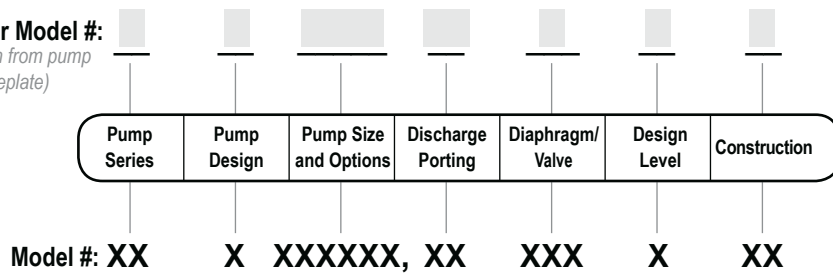 r Model #:
from pump
eplate)
Pump Series
Pump Design
Pump Size and Options
Discharge Porting
Diaphragm/ Valve
Design Level
Construction
Model #: XX X XXXXXX, XX XXX X XX